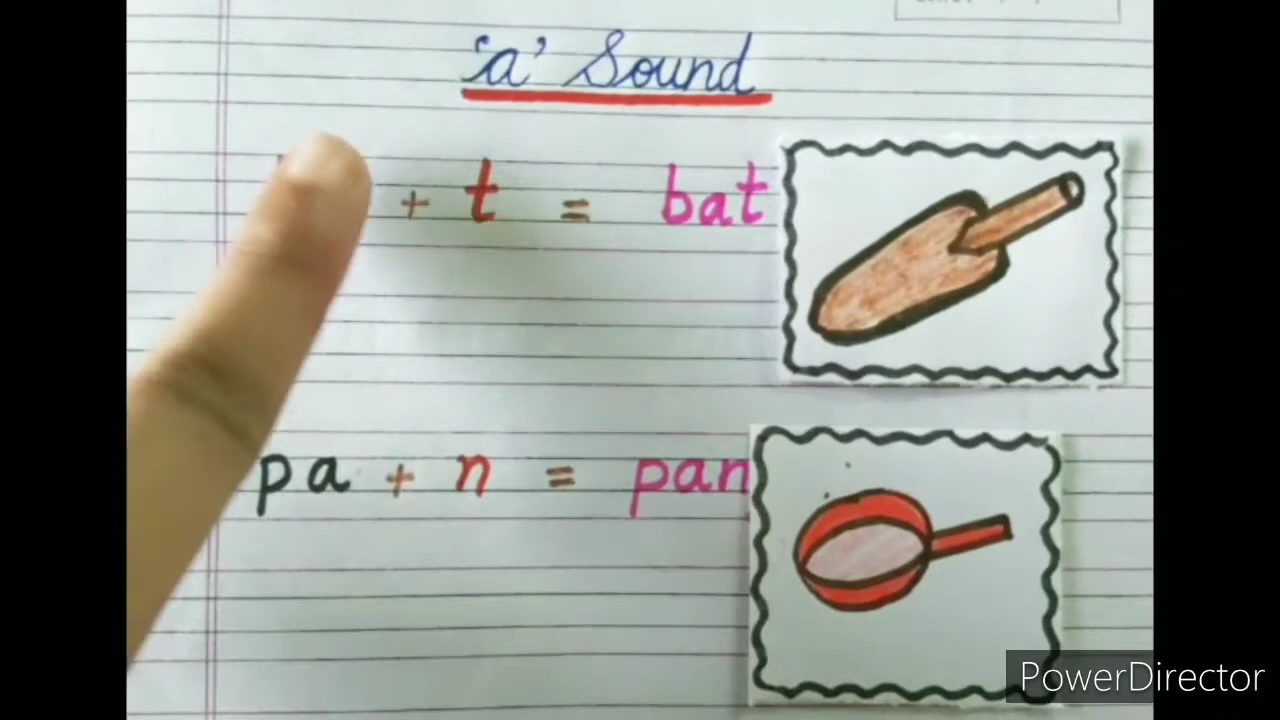 'a' Sound
+ t = bat
pa + n = pan
PowerDirector